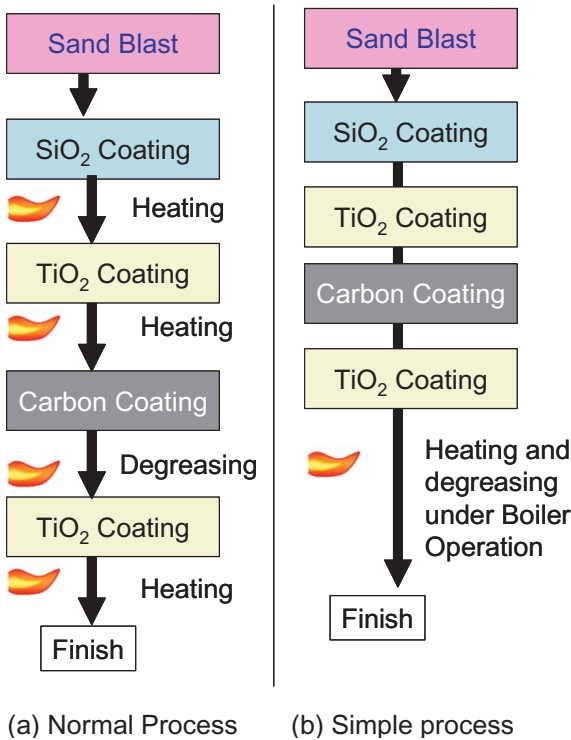 Sand Blast
SiO₂ Coating
Heating
TiO₂ Coating
Heating
Carbon Coating
Degreasing
TiO₂ Coating
Heating
Finish
(a) Normal Process
Sand Blast
SiO₂ Coating
TiO₂ Coating
Carbon Coating
TiO₂ Coating
Heating and
degreasing
under Boiler
Operation
Finish
(b) Simple process